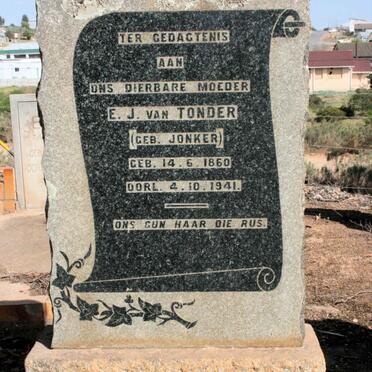 TER GEDAGTENIS
AAN
ONS DIERBARE MOEDER
E. J. VAN TONDER
(GEB. JONKER)
GEB. 14. 6. 1860
OORL. 4. 10. 1941.
ONS GUN HAAR DIE RUS.